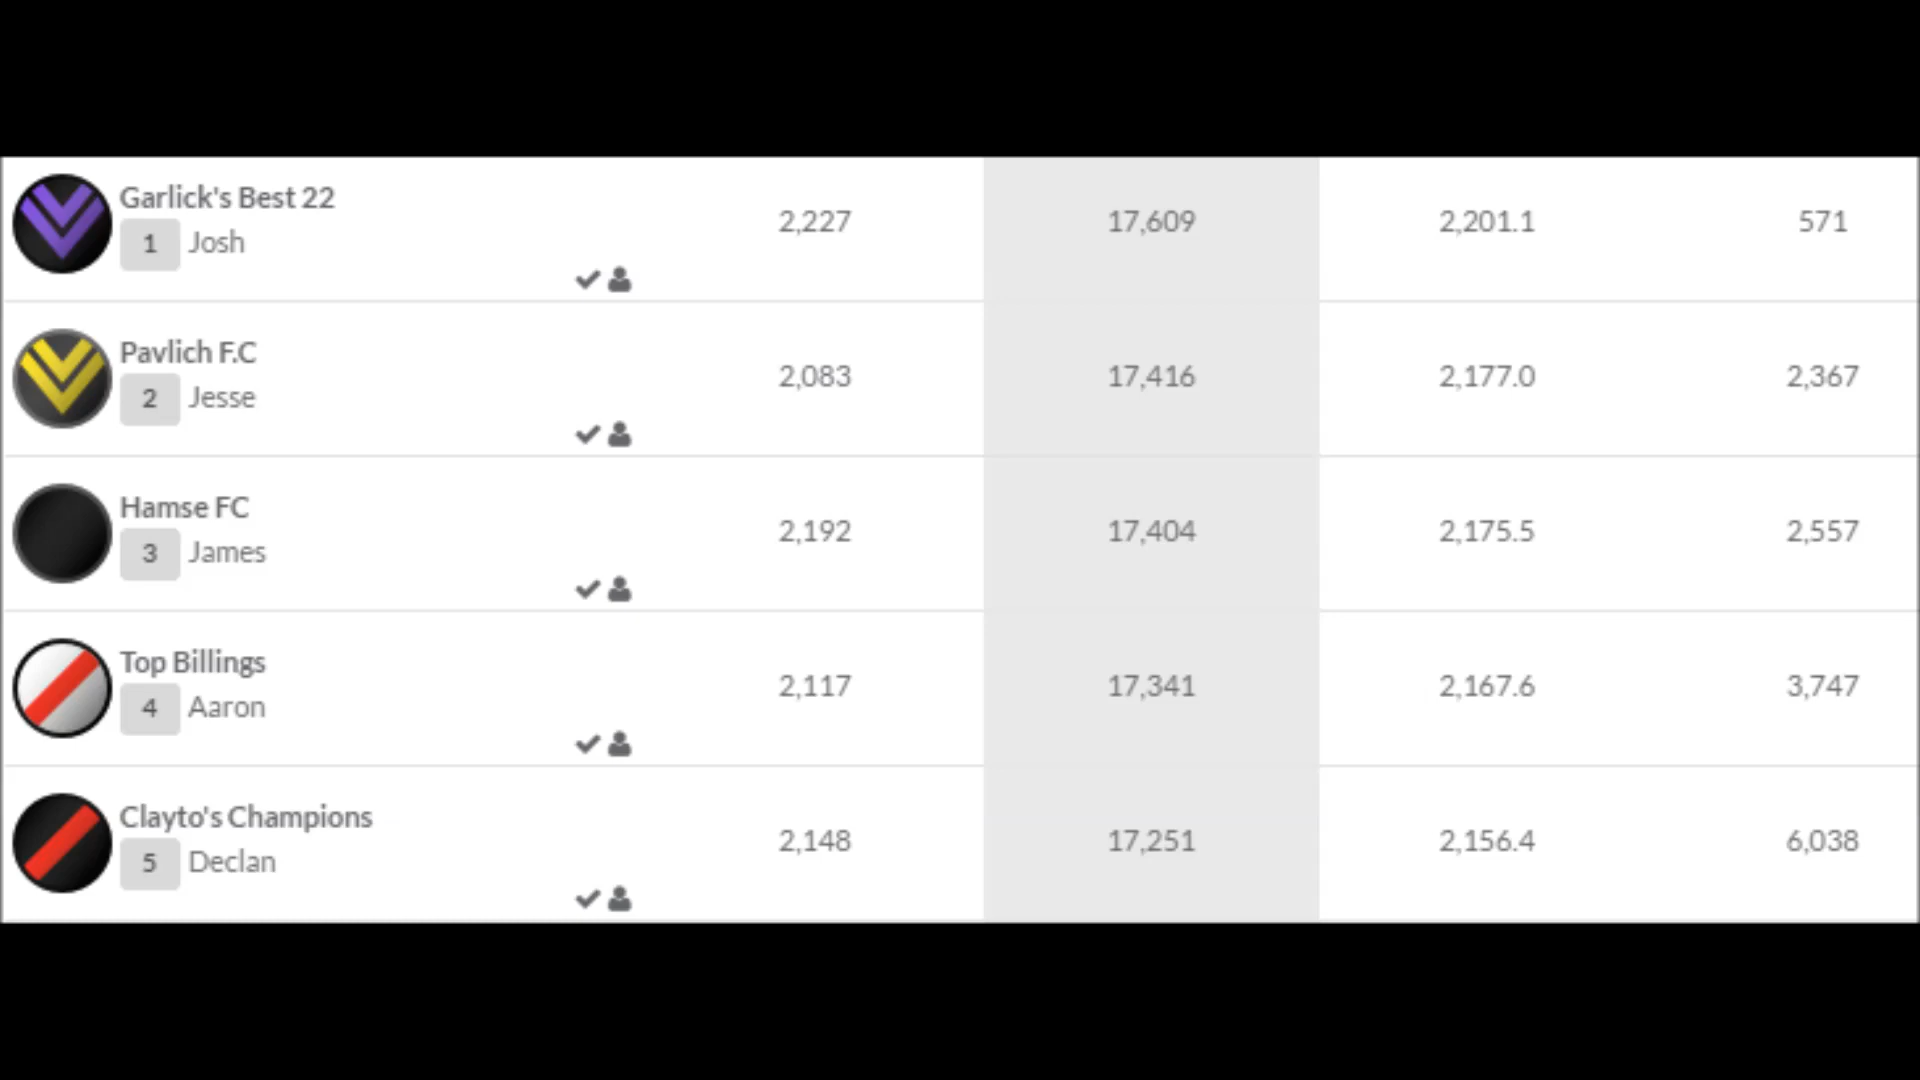 Garlick's Best 22
1 Josh 2,227 17,609 2,201.1 571
Pavlich F.C
2 Jesse 2,083 17,416 2,177.0 2,367
Hamse FC
3 James 2,192 17,404 2,175.5 2,557
Top Billings
4 Aaron 2,117 17,341 2,167.6 3,747
Clayto's Champions
5 Declan 2,148 17,251 2,156.4 6,038